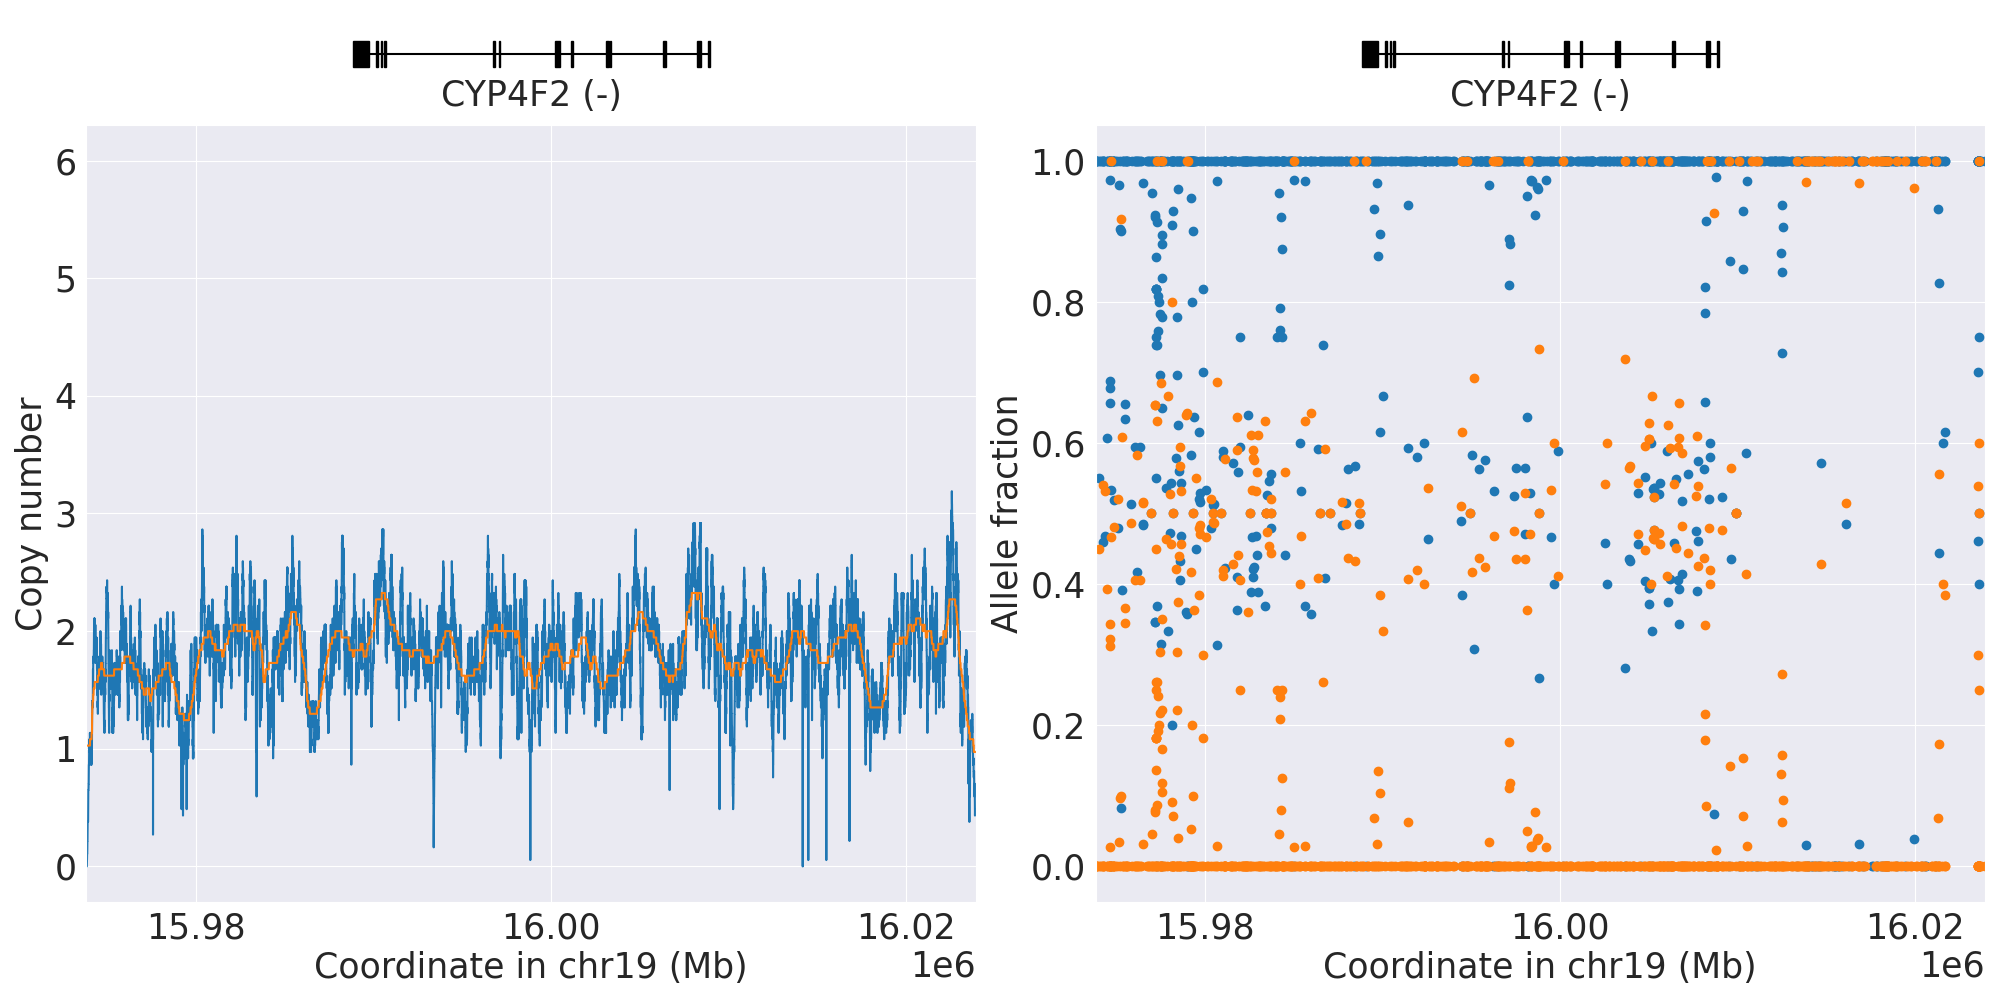 CYP4F2 (-)
Copy number
6
5
4
3
2
1
0
15.98
16.00
16.02
Coordinate in chr19 (Mb)
1e6
CYP4F2 (-)
Allele fraction
1.0
0.8
0.6
0.4
0.2
0.0
15.98
16.00
16.02
Coordinate in chr19 (Mb)
1e6